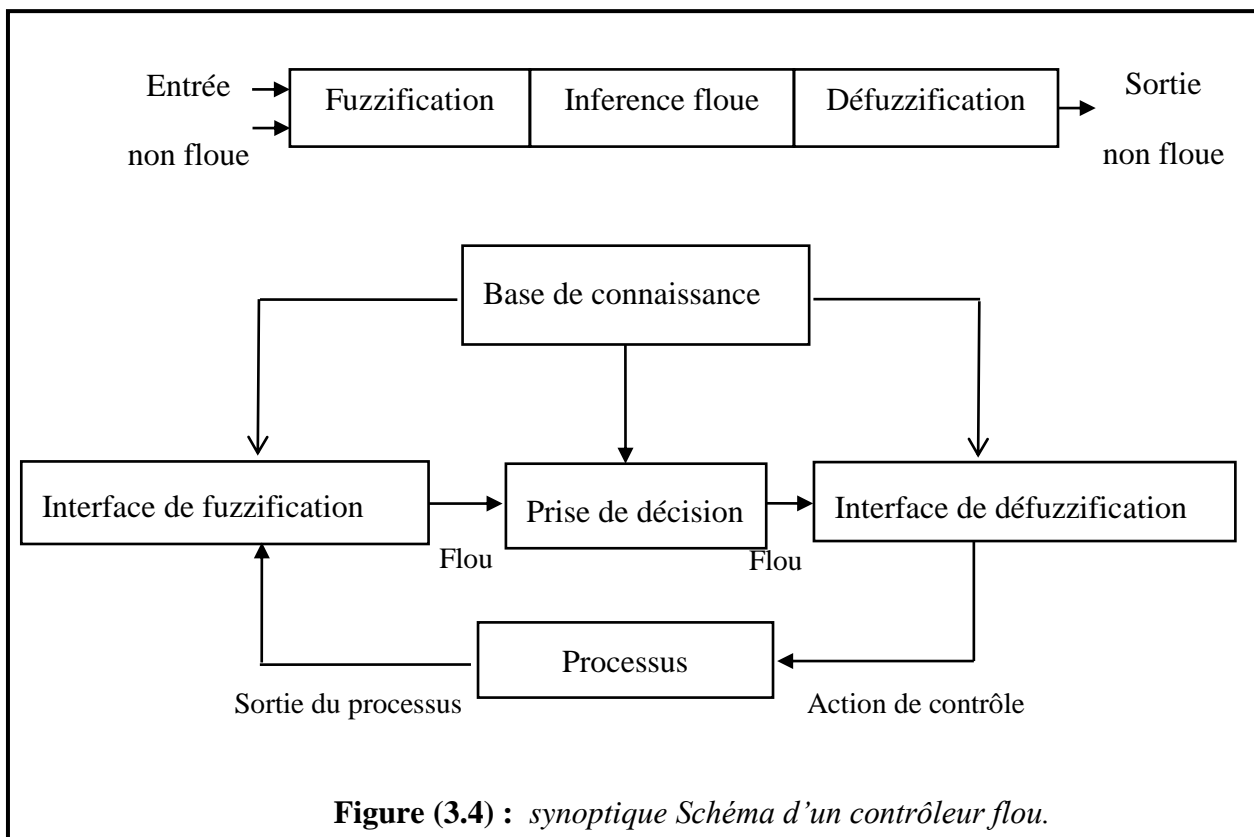 Entrée
non floue
Fuzzification
Inference floue
Défuzzification
Sortie
non floue
Base de connaissance
Interface de fuzzification
Flou
Prise de décision
Flou
Interface de défuzzification
Processus
Sortie du processus
Action de contrôle
Figure (3.4) : synoptique Schéma d’un contrôleur flou.